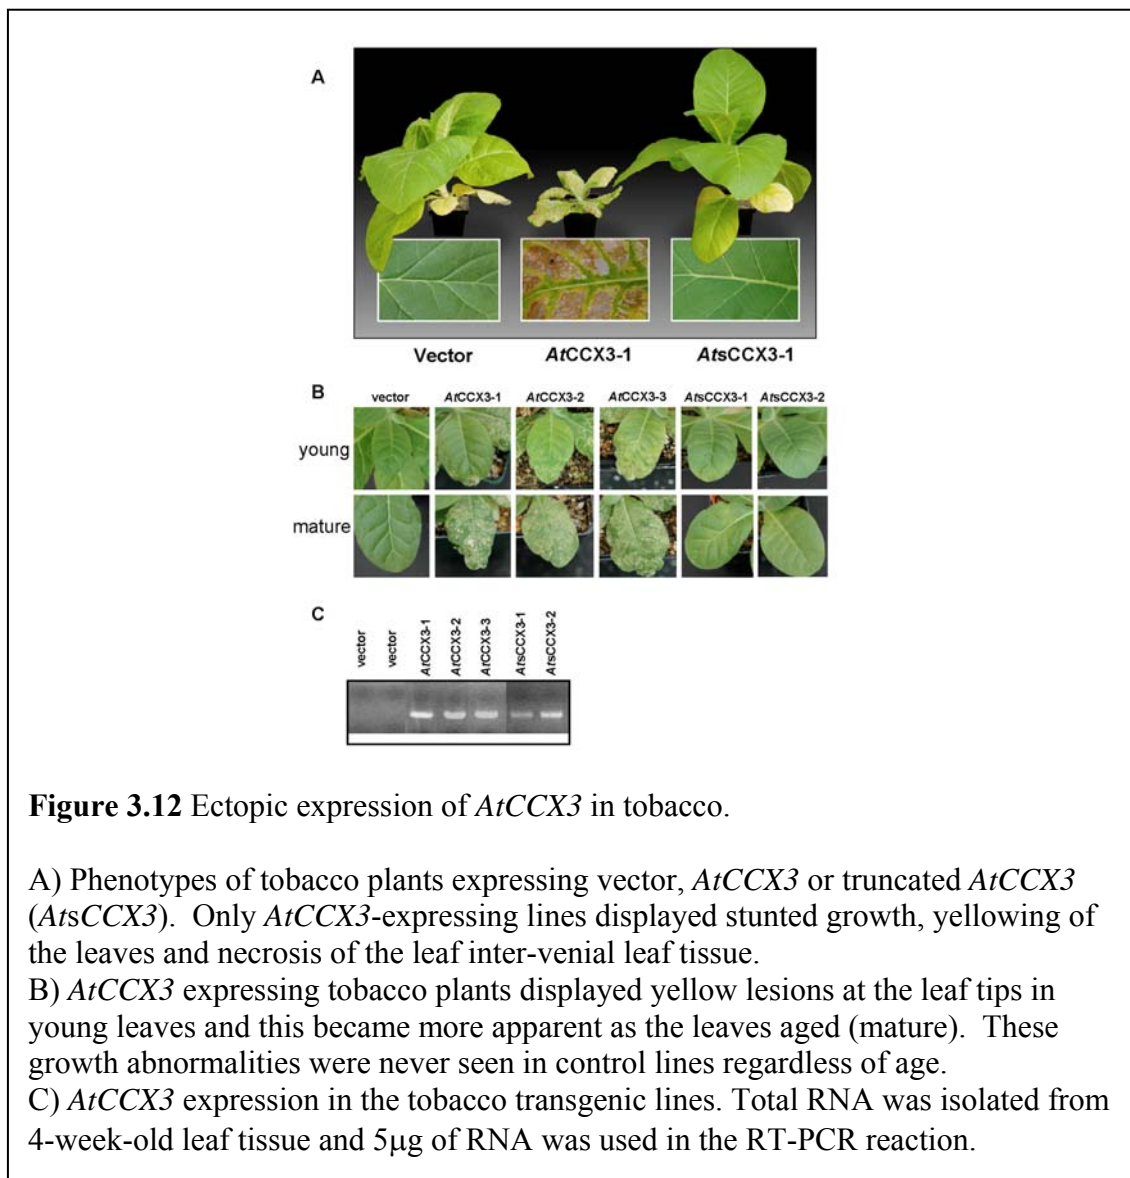 A
Vector AtCCX3-1 AtsCCX3-1
B
vector AtCCX3-1 AtCCX3-2 AtCCX3-3 AtsCCX3-1 AtsCCX3-2
young
mature
C
vector vector AtCCX3-1 AtCCX3-2 AtCCX3-3 AtsCCX3-1 AtsCCX3-2
Figure 3.12 Ectopic expression of AtCCX3 in tobacco.
A) Phenotypes of tobacco plants expressing vector, AtCCX3 or truncated AtCCX3
(AtsCCX3). Only AtCCX3-expressing lines displayed stunted growth, yellowing of
the leaves and necrosis of the leaf inter-venial leaf tissue.
B) AtCCX3 expressing tobacco plants displayed yellow lesions at the leaf tips in
young leaves and this became more apparent as the leaves aged (mature). These
growth abnormalities were never seen in control lines regardless of age.
C) AtCCX3 expression in the tobacco transgenic lines. Total RNA was isolated from
4-week-old leaf tissue and 5μg of RNA was used in the RT-PCR reaction.